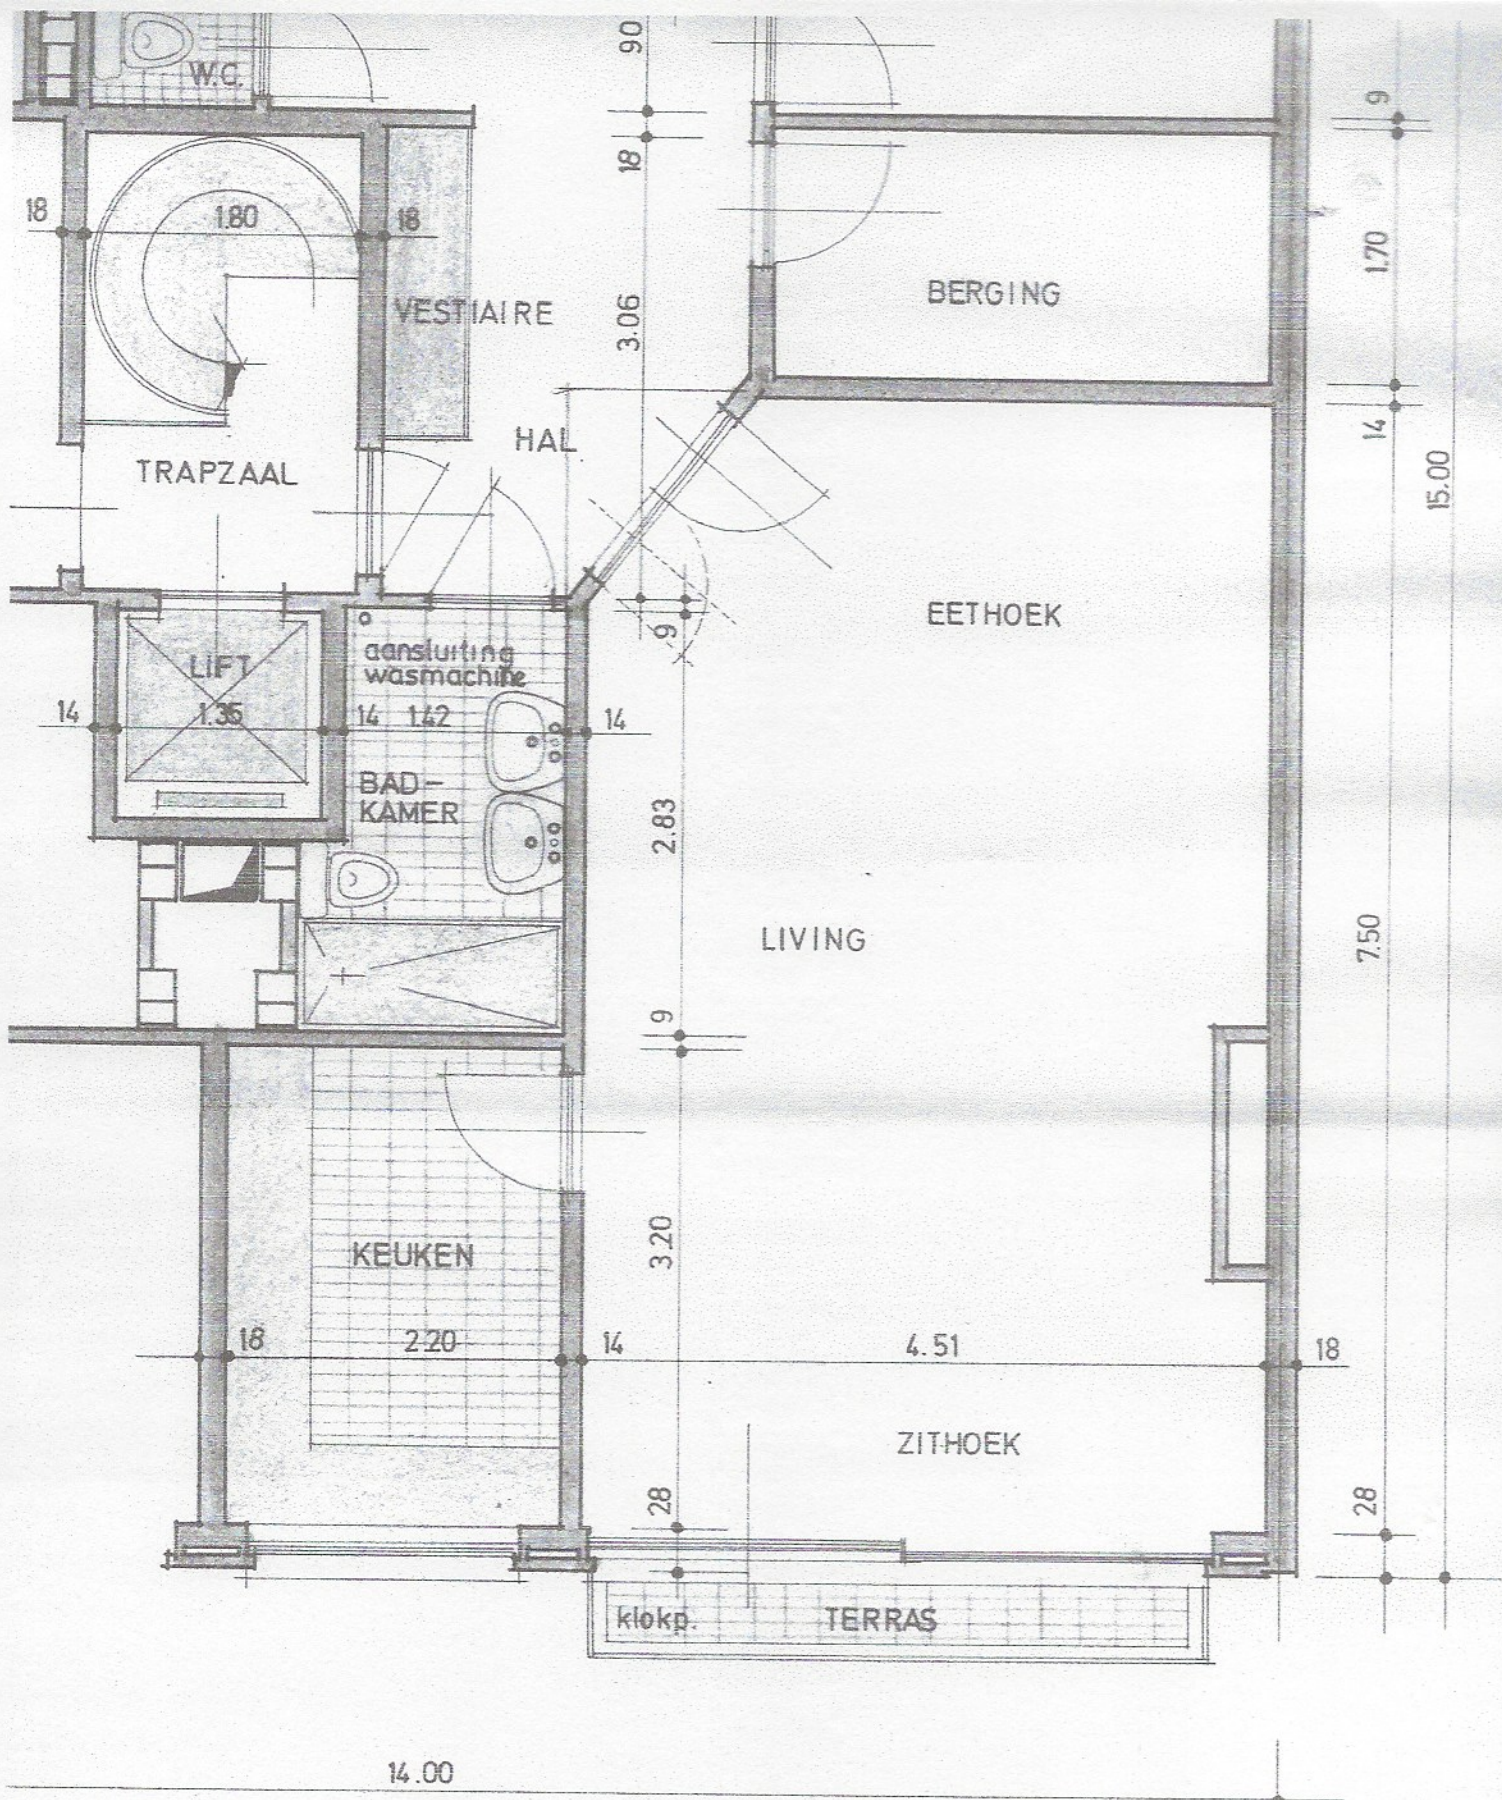 90
W.C.
9
18
18
1.80
18
1.70
BERGING
VESTIAIRE
3.06
14
HAL
TRAPZAAL
15.00
EETHOEK
9
aansluiting
wasmachine
LIFT
14
1.35
14
1.42
14
BAD-
KAMER
2.83
LIVING
7.50
9
3.20
KEUKEN
18
2.20
14
4.51
18
ZITHOEK
28
28
klokp.
TERRAS
14.00